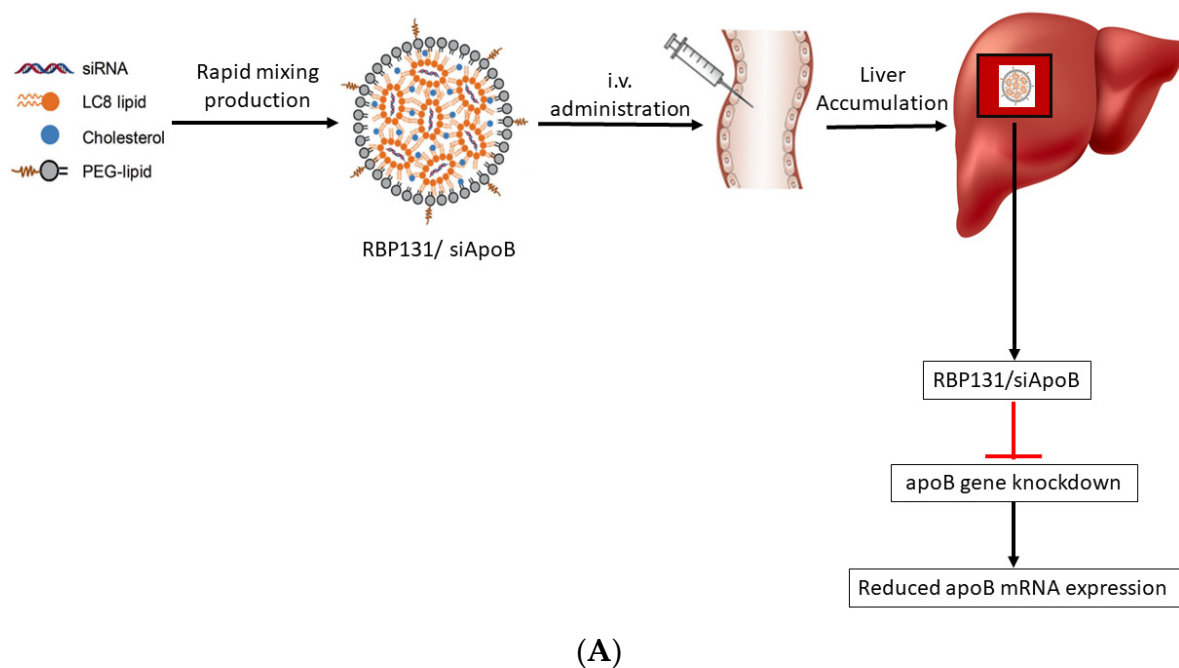 siRNA
LC8 lipid
Cholesterol
PEG-lipid
Rapid mixing
production
RBP131/ siApoB
i.v.
administration
Liver
Accumulation
RBP131/siApoB
apoB gene knockdown
Reduced apoB mRNA expression
(A)